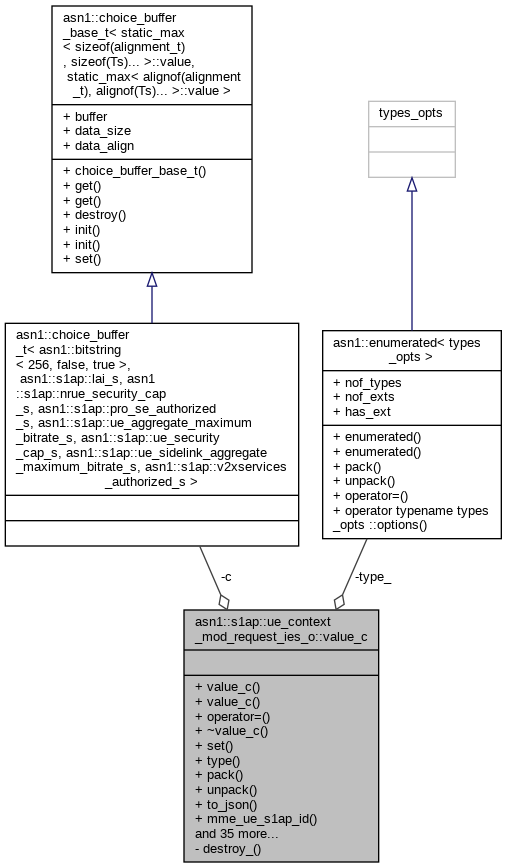 asn1::choice_buffer
_base_t< static_max
< sizeof(alignment_t)
, sizeof(Ts)... >::value,
static_max< alignof(alignment
_t), alignof(Ts)... >::value >
+ buffer
+ data_size
+ data_align
+ choice_buffer_base_t()
+ get()
+ get()
+ destroy()
+ init()
+ init()
+ set()
types_opts
asn1::choice_buffer
_t< asn1::bitstring
< 256, false, true >,
asn1::s1ap::lai_s, asn1
::s1ap::nrue_security_cap
_s, asn1::s1ap::pro_se_authorized
_s, asn1::s1ap::ue_aggregate_maximum
_bitrate_s, asn1::s1ap::ue_security
_cap_s, asn1::s1ap::ue_sidelink_aggregate
_maximum_bitrate_s, asn1::s1ap::v2xservices
_authorized_s >
asn1::enumerated< types
_opts >
+ nof_types
+ nof_exts
+ has_ext
+ enumerated()
+ enumerated()
+ pack()
+ unpack()
+ operator=()
+ operator typename types
_opts ::options()
-c
-type_
asn1::s1ap::ue_context
_mod_request_ies_o::value_c
+ value_c()
+ value_c()
+ operator=()
+ ~value_c()
+ set()
+ type()
+ pack()
+ unpack()
+ to_json()
+ mme_ue_s1ap_id()
and 35 more...
- destroy_()